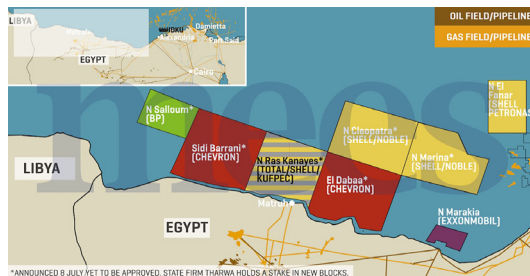 LIBYA
IDKU
Damietta
Alexandria
Port Said
EGYPT
Cairo
OIL FIELD/PIPELINE
GAS FIELD/PIPELINE
N El
Fanar
(SHELL
PETRONAS)
N Salloum*
(BP)
Sidi Barrani*
(CHEVRON)
N Ras Kanayes*
(TOTAL/SHELL/
KUFPEC)
N Cleopatra*
(SHELL/NOBLE)
El Dabaa*
(CHEVRON)
N Marina*
(SHELL/NOBLE)
mees
LIBYA
Matruh
EGYPT
N Marakia
(EXXONMOBIL)
*ANNOUNCED 8 JULY YET TO BE APPROVED. STATE FIRM THARWA HOLDS A STAKE IN NEW BLOCKS.